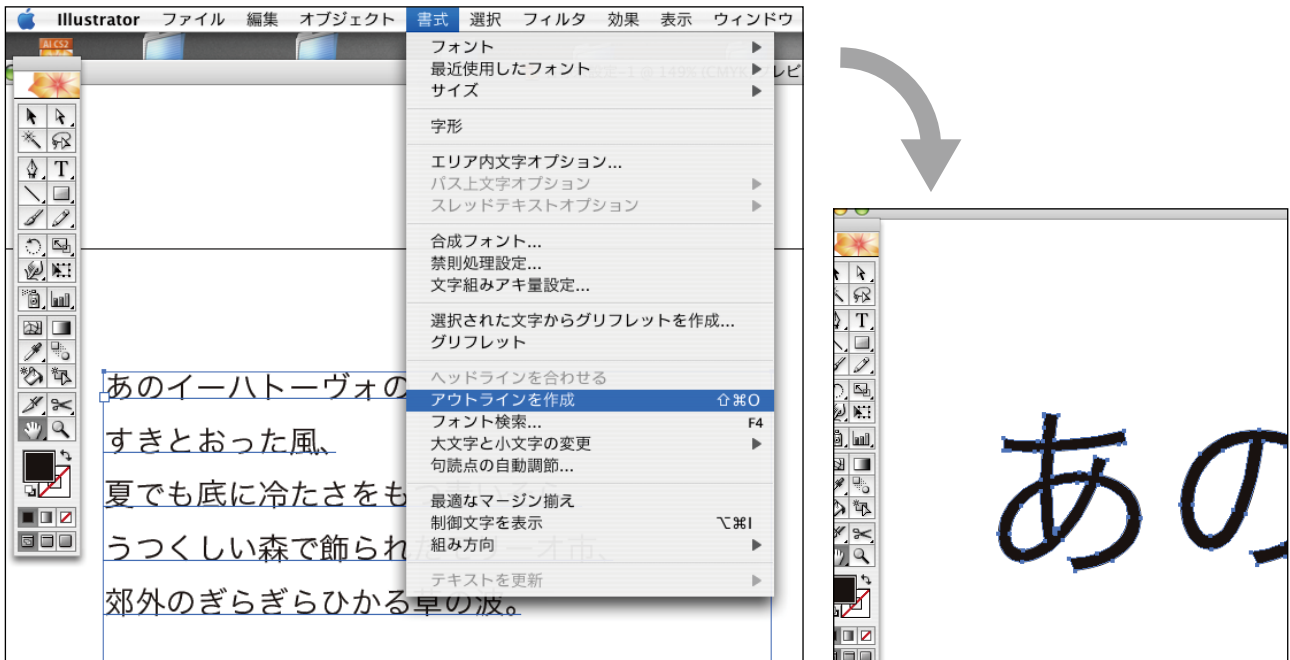 Illustrator ファイル 編集 オブジェクト 書式 選択 フィルタ 効果 表示 ウィンドウ
AI CS2
フォント
最近使用したフォント
サイズ
字形
エリア内文字オプション...
パス上文字オプション
スレッドテキストオプション
合成フォント...
禁則処理設定...
文字組みアキ量設定...
選択された文字からグリフレットを作成...
グリフレット
ヘッドラインを合わせる
アウトラインを作成 ⇧⌘O
フォント検索... F4
大文字と小文字の変更
句読点の自動調節...
最適なマージン揃え
制御文字を表示 ⌥⌘I
組み方向
テキストを更新
149% (CMYK プレビ
あのイーハトーヴォの
すきとおった風、
夏でも底に冷たさをも
うつくしい森で飾られたモリーオ市、
郊外のぎらぎらひかる草の波。
あの